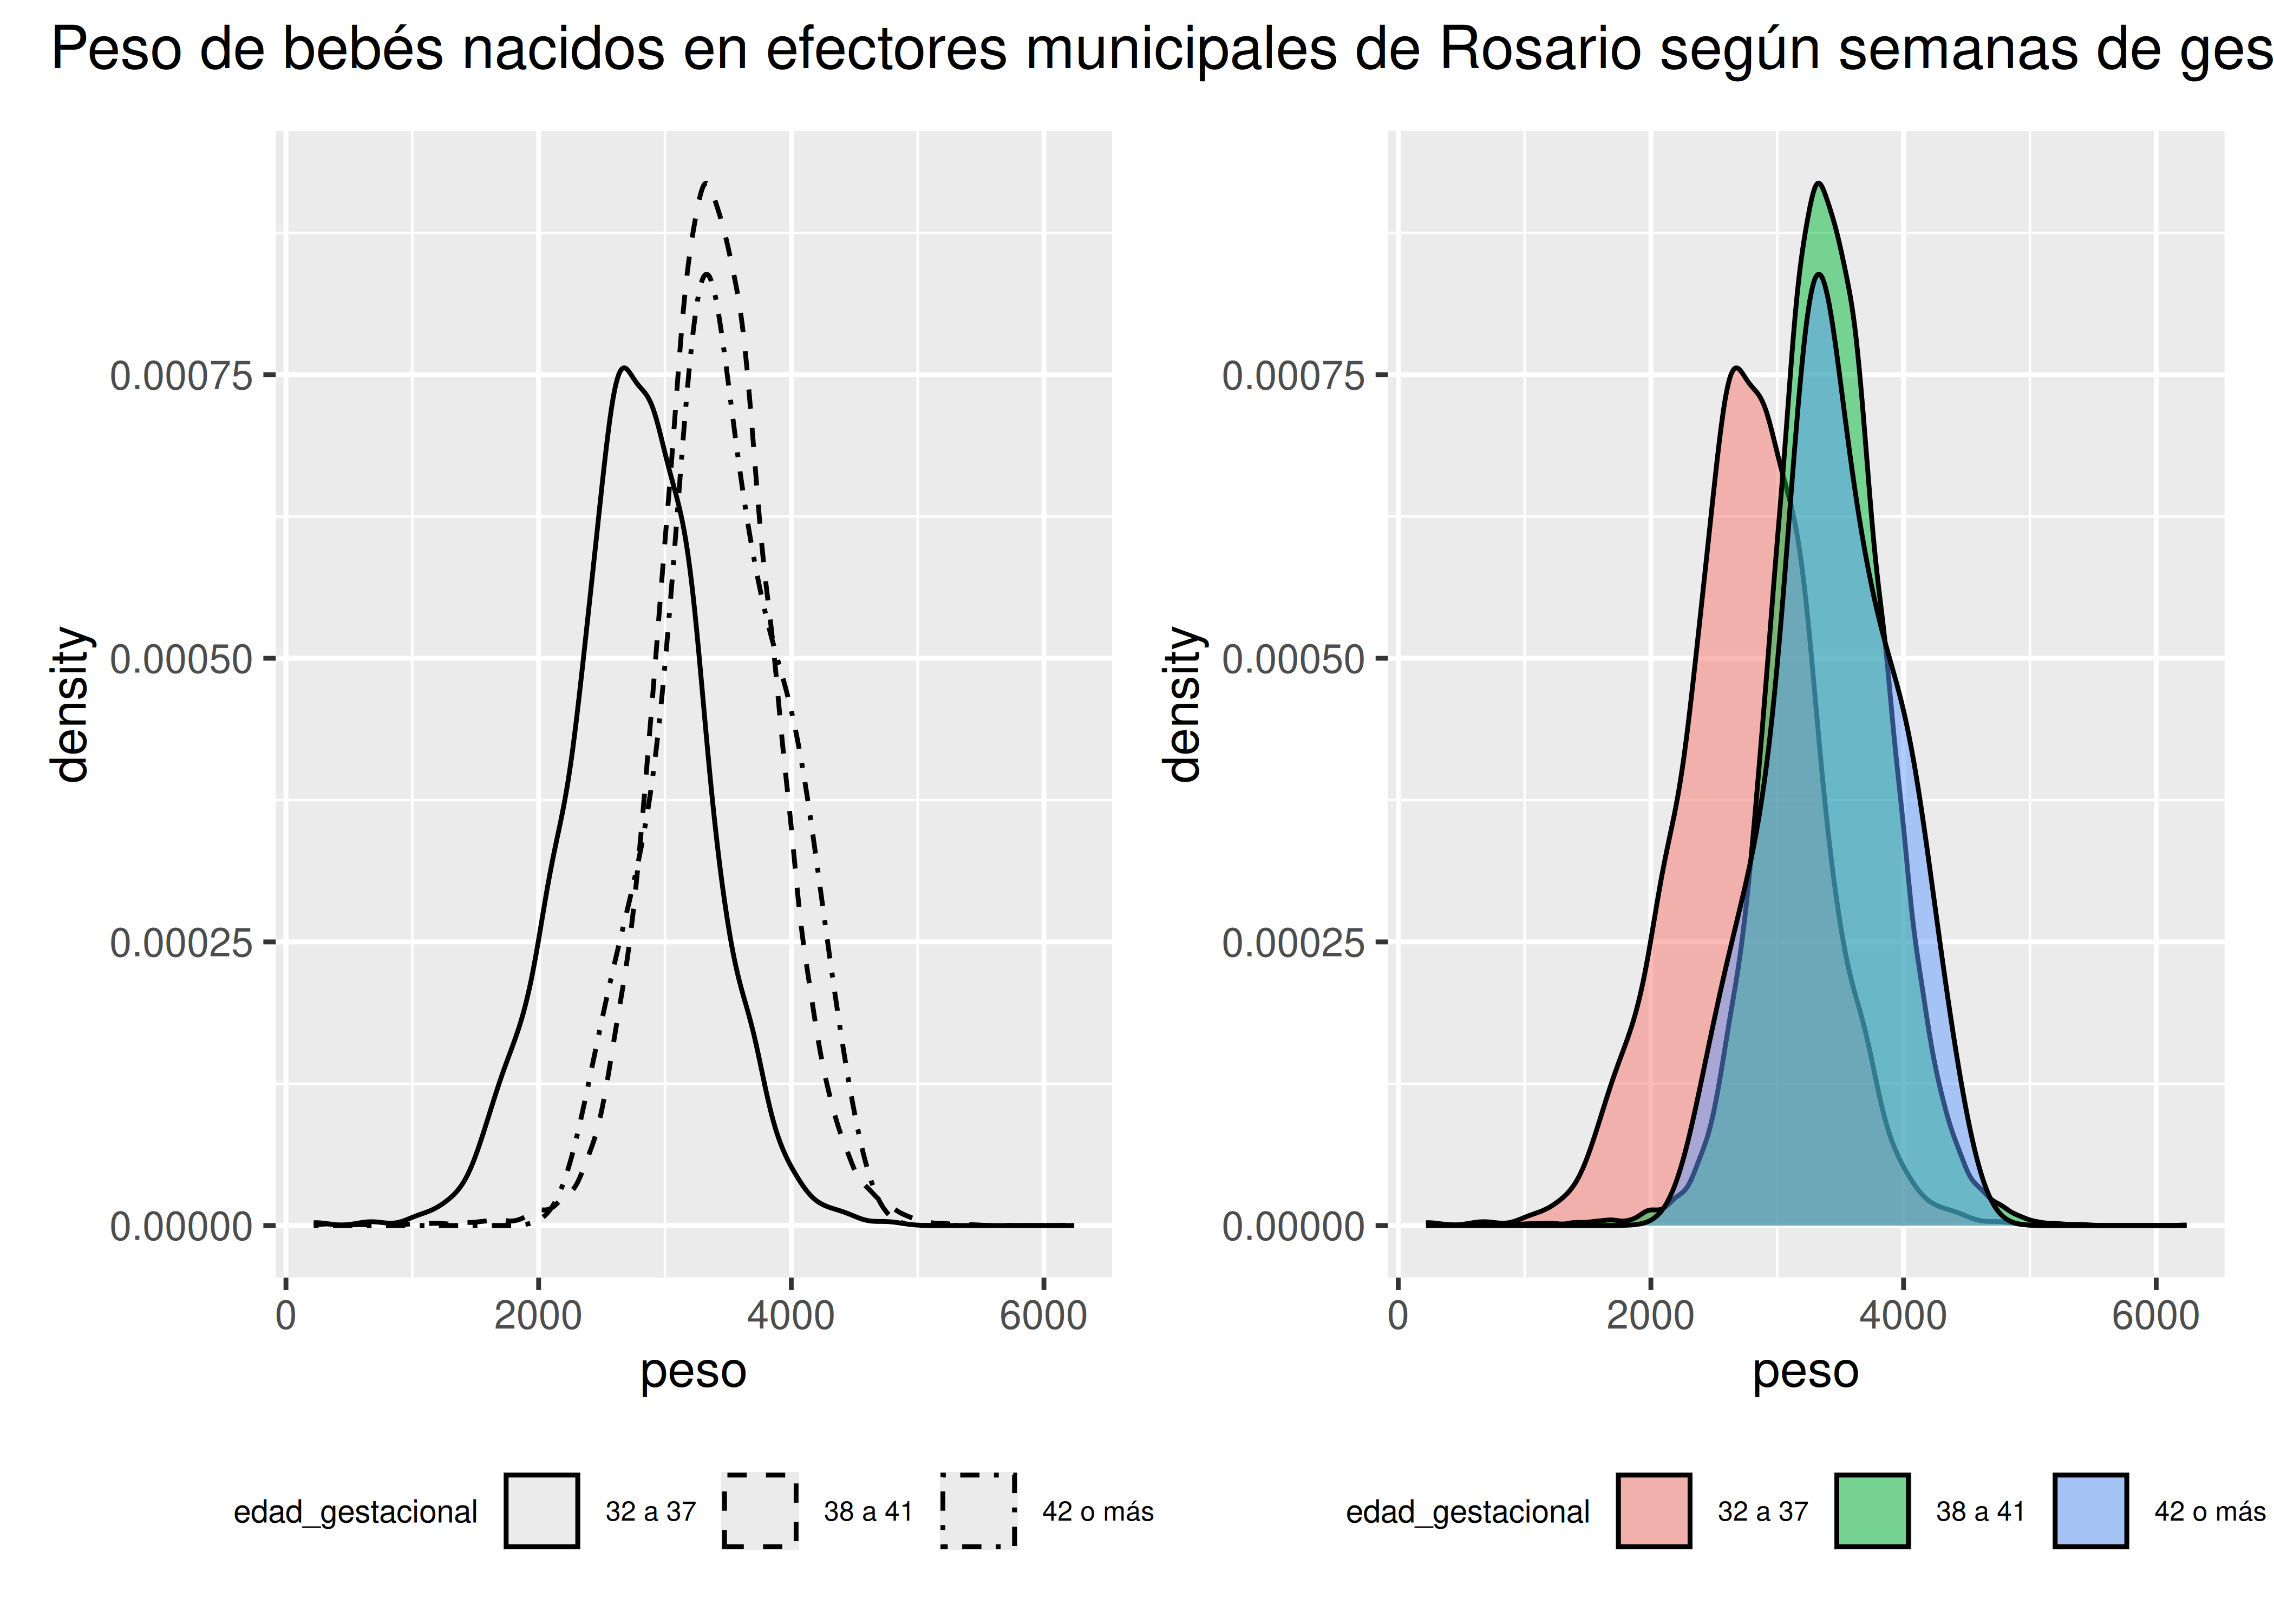 Peso de bebés nacidos en efectores municipales de Rosario según semanas de ges
density
0.00075
0.00050
0.00025
0.00000
0 2000 4000 6000
peso
edad_gestacional 32 a 37 38 a 41 42 o más
density
0.00075
0.00050
0.00025
0.00000
0 2000 4000 6000
peso
edad_gestacional 32 a 37 38 a 41 42 o más